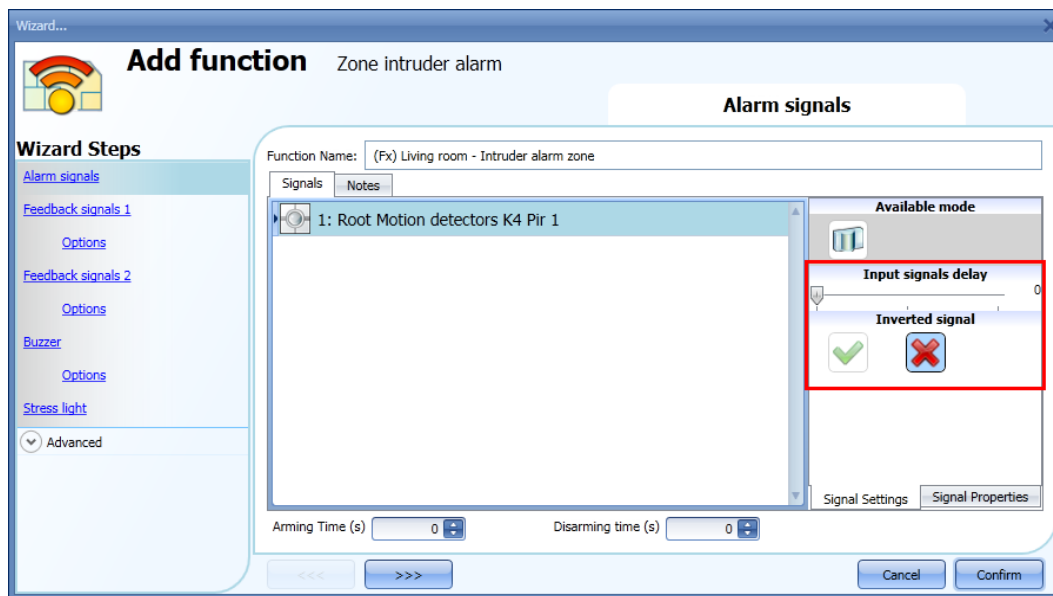 Wizard...
Add function Zone intruder alarm
Alarm signals
Wizard Steps
Alarm signals
Feedback signals 1
Options
Feedback signals 2
Options
Buzzer
Options
Stress light
Advanced
Function Name: (Fx) Living room - Intruder alarm zone
Signals Notes
1: Root Motion detectors K4 Pir 1
Available mode
Input signals delay
0
Inverted signal
Signal Settings Signal Properties
Arming Time (s) 0 Disarming time (s) 0
<<< >>> Cancel Confirm